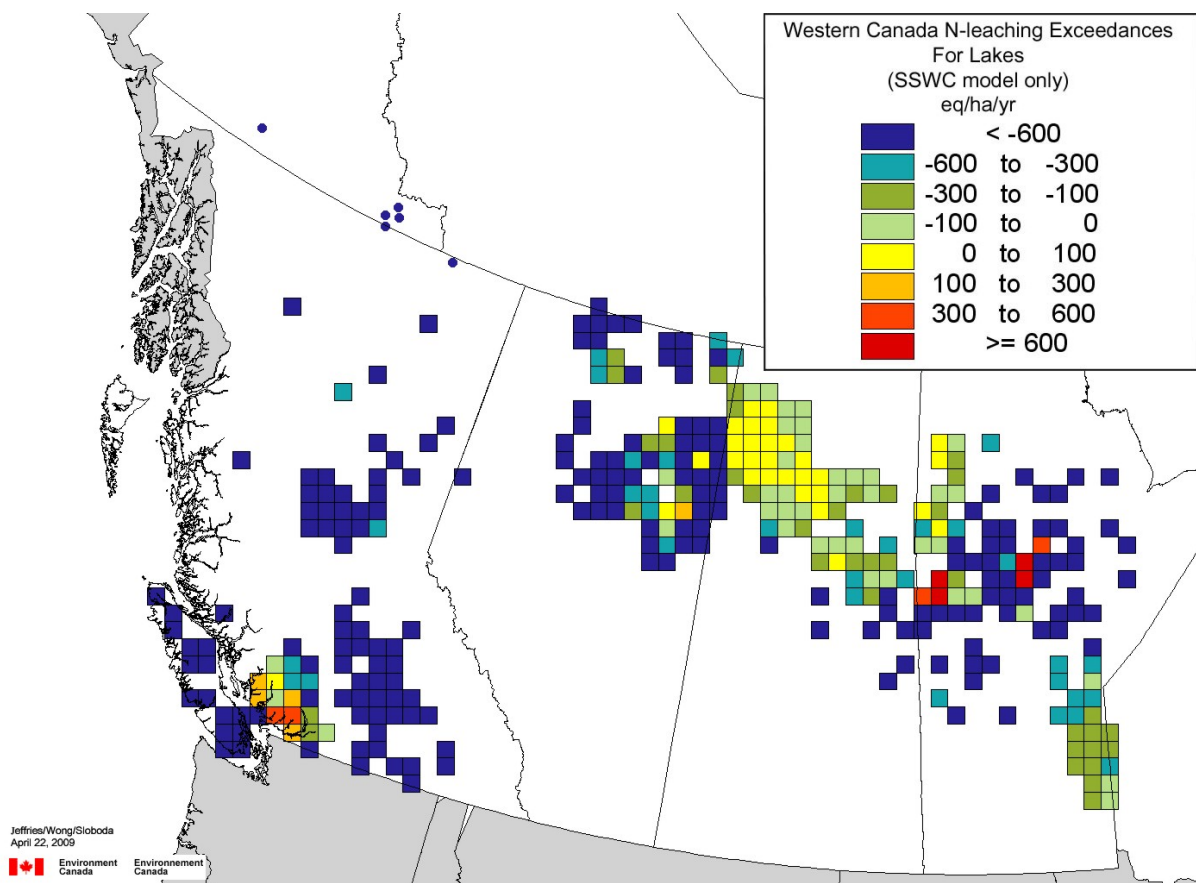 Western Canada N-leaching Exceedances
For Lakes
(SSWC model only)
eq/ha/yr
< -600
-600 to -300
-300 to -100
-100 to 0
0 to 100
100 to 300
300 to 600
>= 600
Jeffries/Wong/Sloboda
April 22, 2009
Environment Environnement
Canada Canada